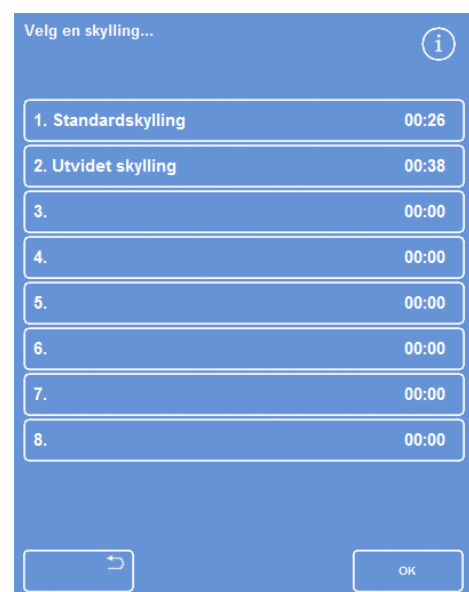 Velg en skylling...
i
1. Standardskylling 00:26
2. Utvidet skylling 00:38
3. 00:00
4. 00:00
5. 00:00
6. 00:00
7. 00:00
8. 00:00
OK